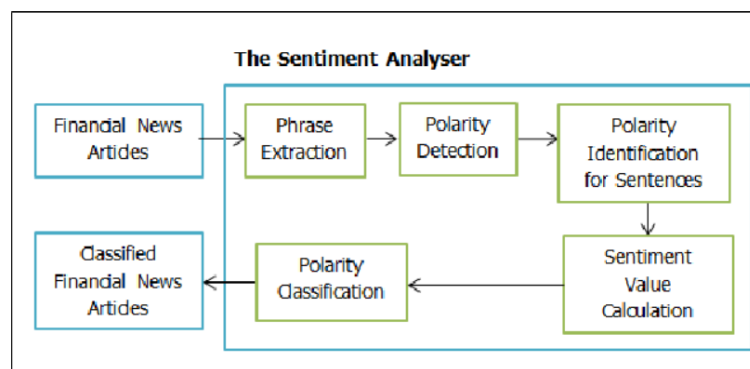 The Sentiment Analyser
Financial News
Articles
Phrase
Extraction
Polarity
Detection
Polarity
Identification
for Sentences
Sentiment
Value
Calculation
Polarity
Classification
Classified
Financial News
Articles